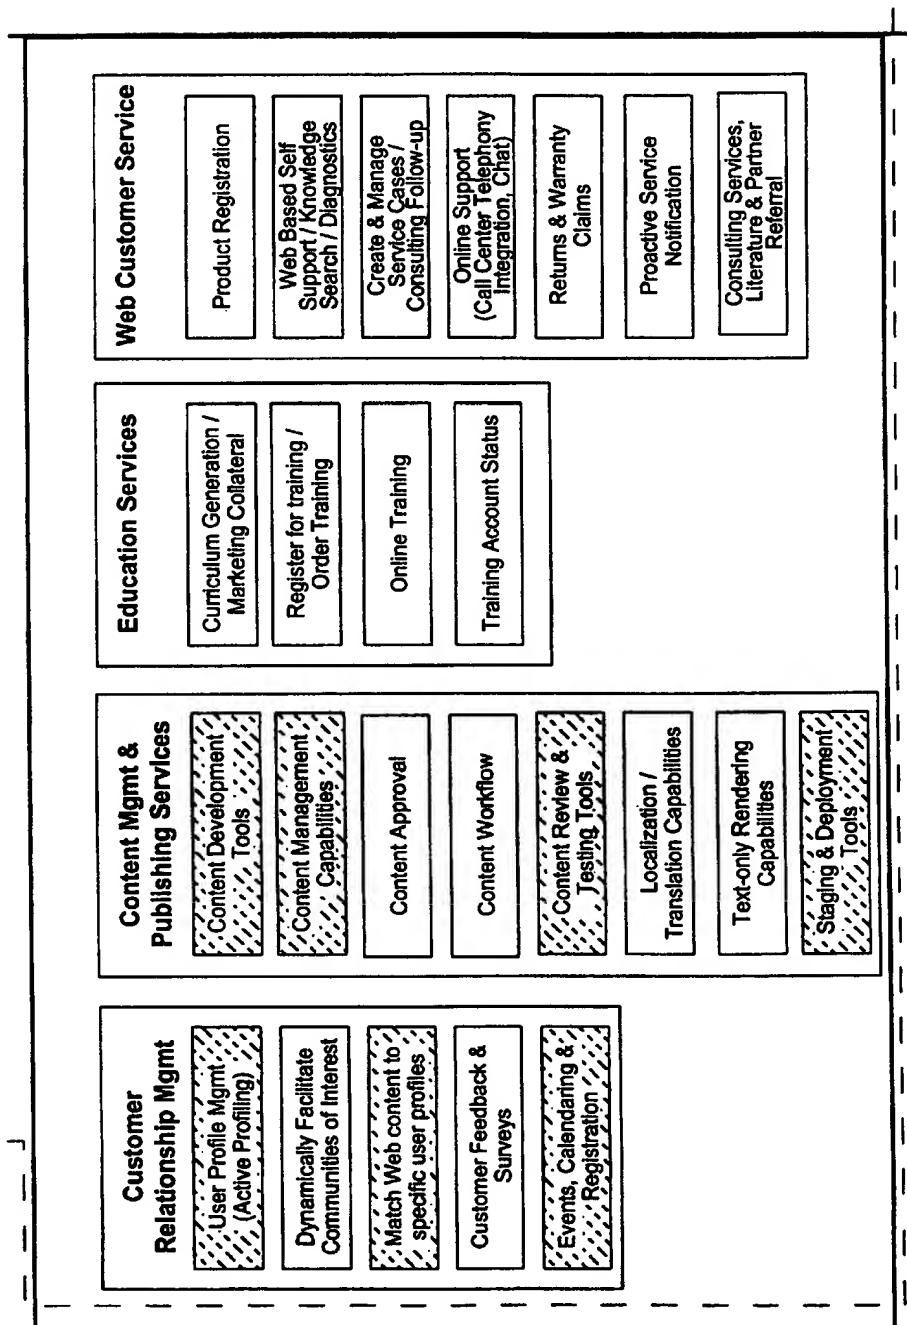 Customer
Relationship Mgmt
User Profile Mgmt
(Active Profiling)
Dynamically Facilitate
Communities of Interest
Match Web content to
specific user profiles
Customer Feedback &
Surveys
Events, Calendaring &
Registration
Content Mgmt &
Publishing Services
Content Development
Tools
Content Management
Capabilities
Content Approval
Content Workflow
Content Review &
Testing Tools
Localization /
Translation Capabilities
Text-only Rendering
Capabilities
Staging & Deployment
Tools
Education Services
Curriculum Generation /
Marketing Collateral
Register for training /
Order Training
Online Training
Training Account Status
Web Customer Service
Product Registration
Web Based Self
Support / Knowledge
Search / Diagnostics
Create & Manage
Service Cases /
Consulting Follow-up
Online Support
(Call Center Telephony
Integration, Chat)
Returns & Warranty
Claims
Proactive Service
Notification
Consulting Services,
Literature & Partner
Referral